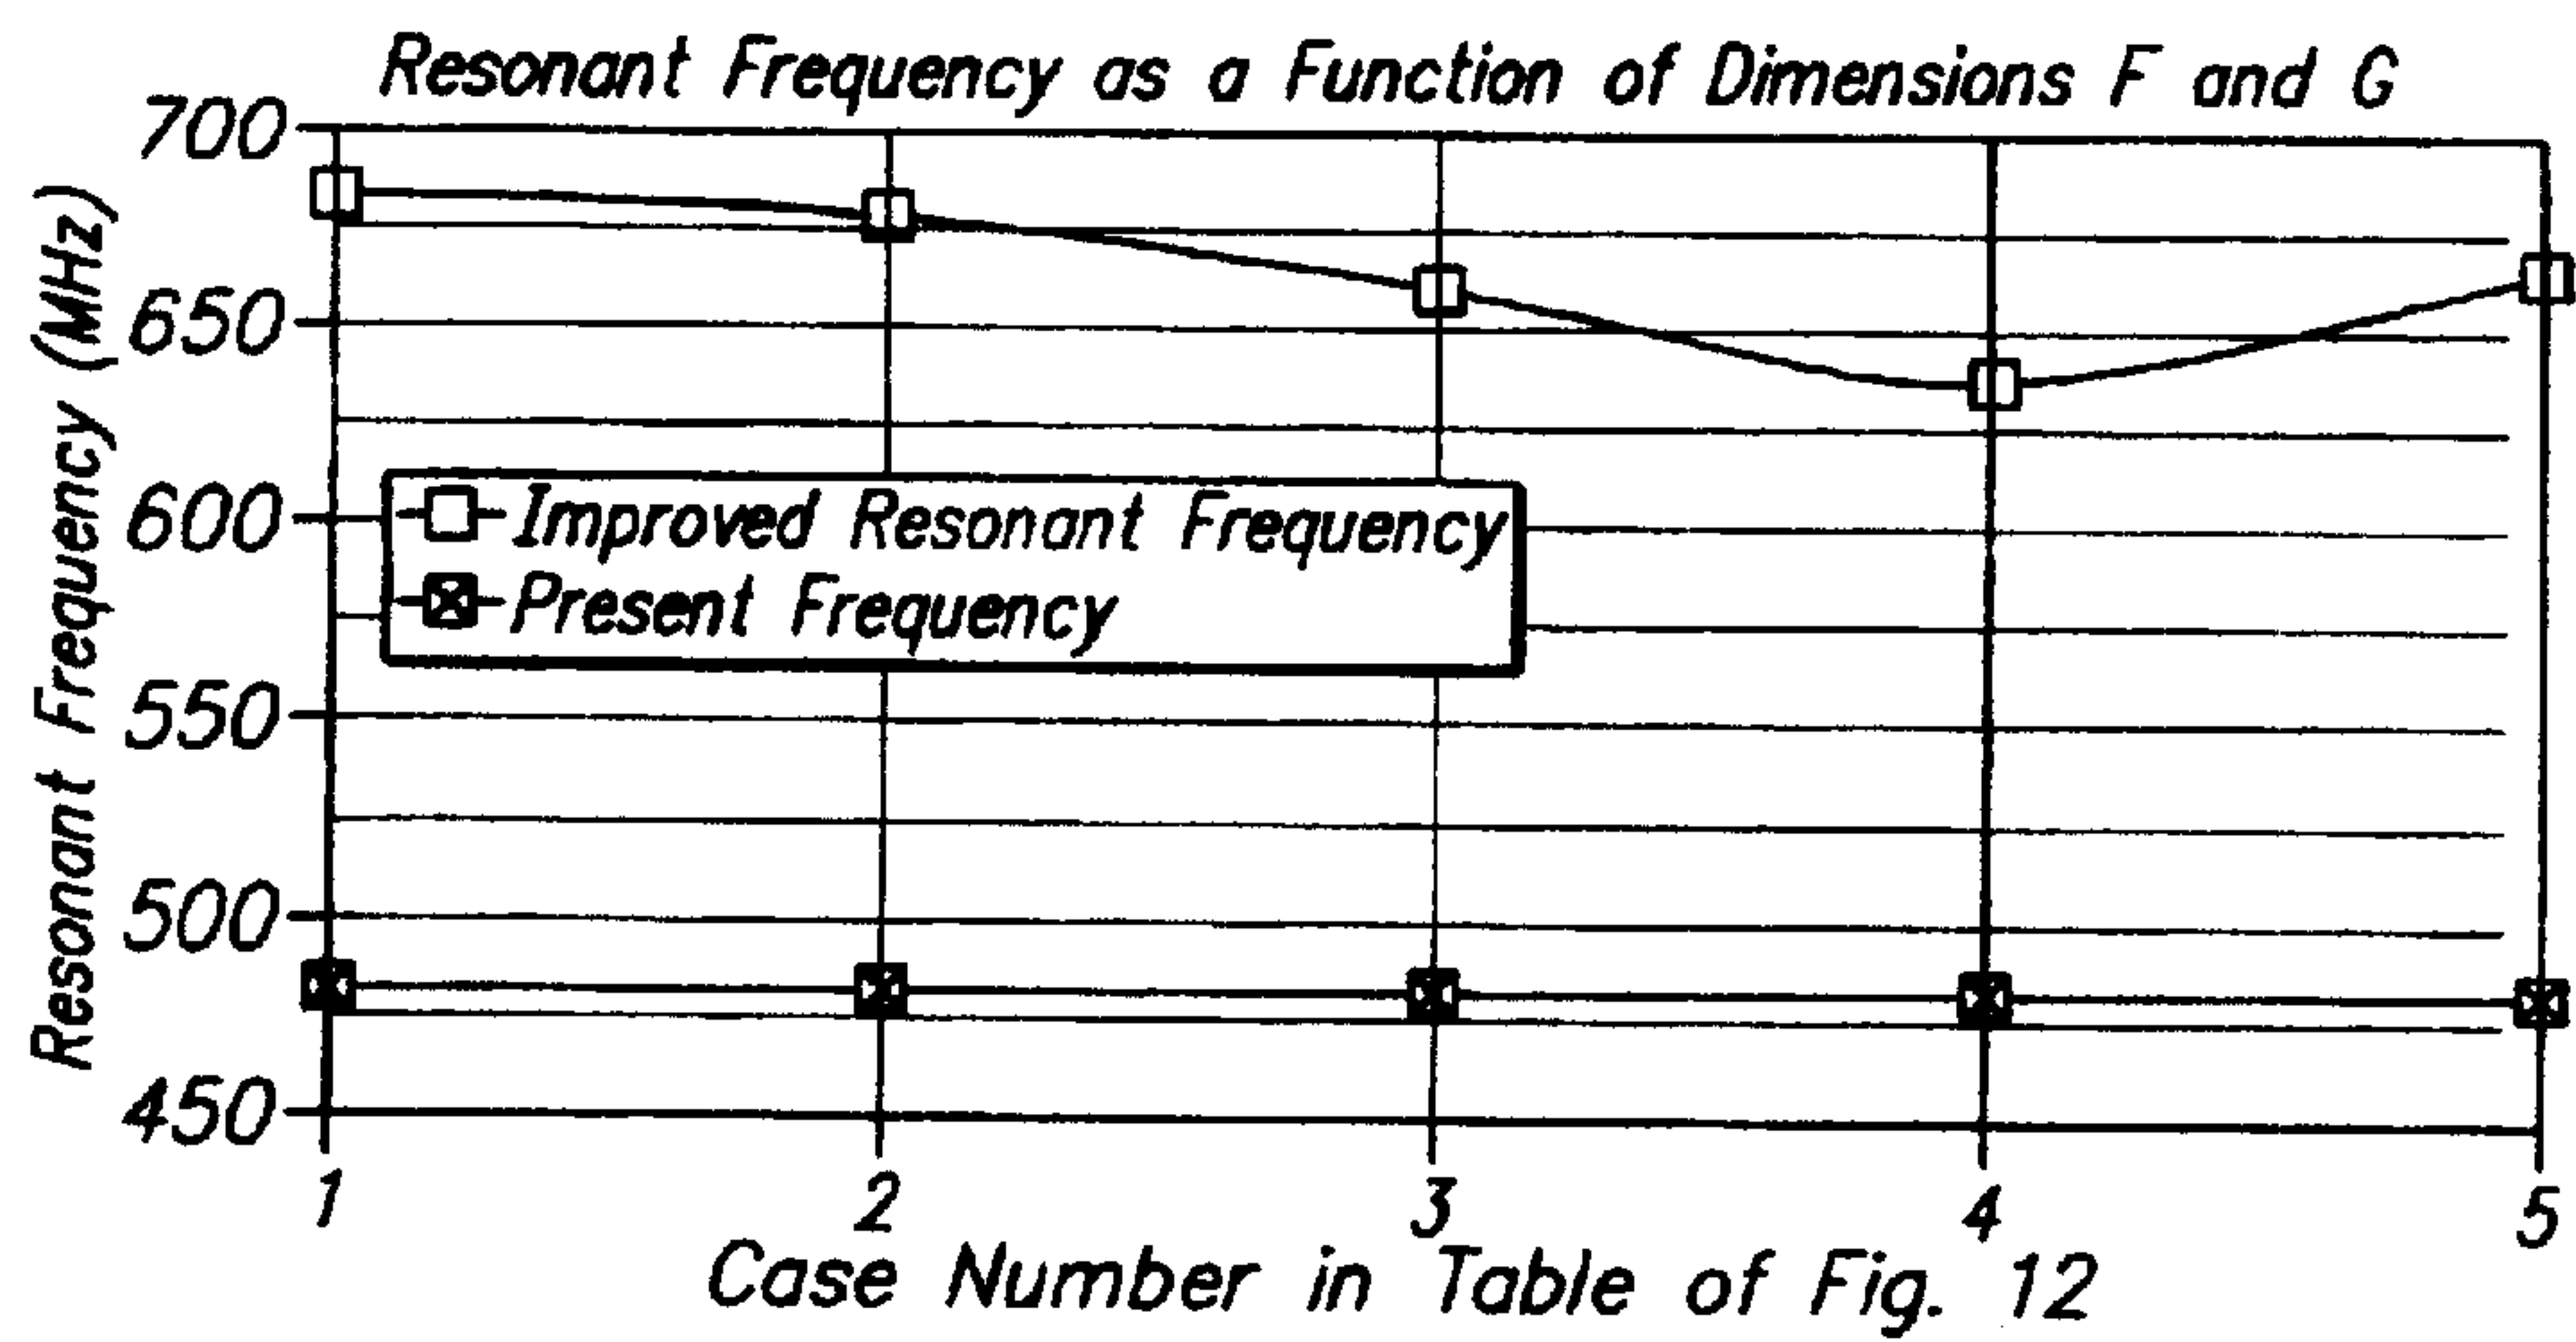 Resonant Frequency as a Function of Dimensions F and G
Resonant Frequency (MHz)
700
650
600
550
500
450
Improved Resonant Frequency
Present Frequency
1 2 3 4 5
Case Number in Table of Fig. 12